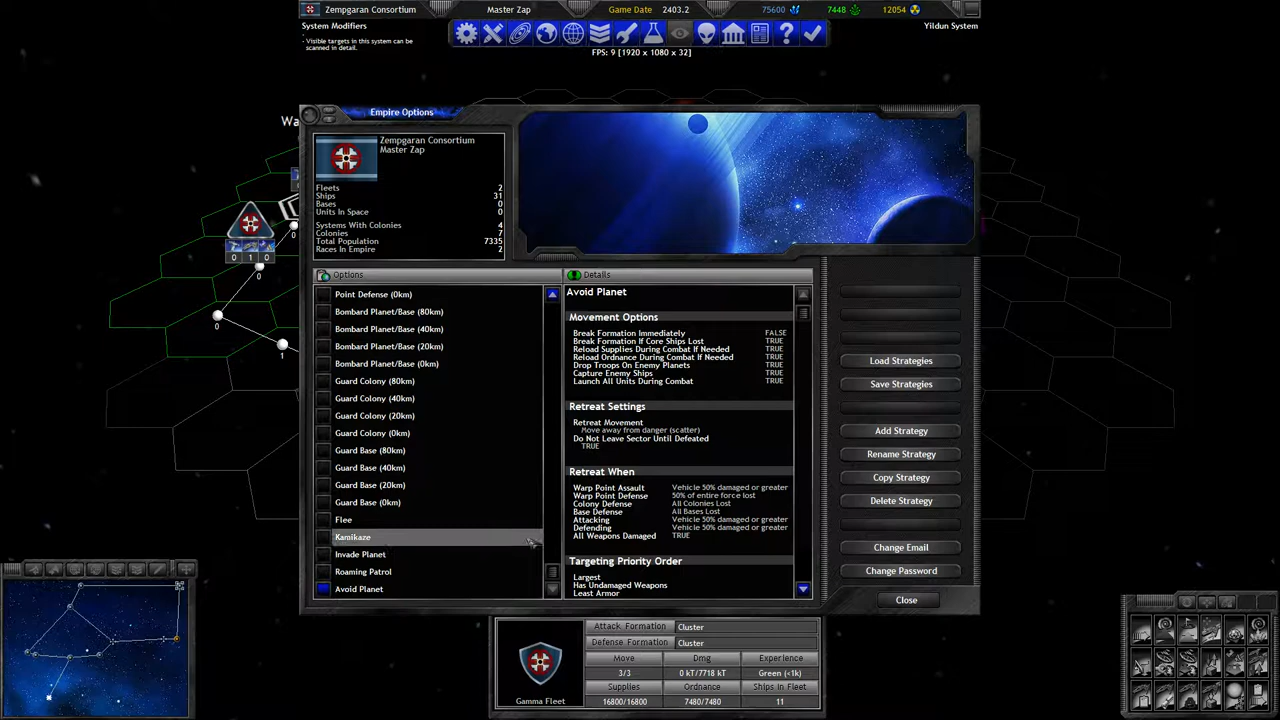 Zempgaran Consortium
Master Zap
Game Date 2403.2
75600
7448
12054
System Modifiers
- Visible targets in this system can be
scanned in detail.
Yildun System
FPS: 9 [1920 x 1080 x 32]
Wa
Empire Options
Zempgaran Consortium
Master Zap
Fleets 2
Ships 31
Bases 0
Units In Space 0
Systems With Colonies 4
Colonies 7
Total Population 7335
Races In Empire 2
0
0 1 0
0
0
1
Options
Point Defense (0km)
Bombard Planet/Base (80km)
Bombard Planet/Base (40km)
Bombard Planet/Base (20km)
Bombard Planet/Base (0km)
Guard Colony (80km)
Guard Colony (40km)
Guard Colony (20km)
Guard Colony (0km)
Guard Base (80km)
Guard Base (40km)
Guard Base (20km)
Guard Base (0km)
Flee
Kamikaze
Invade Planet
Roaming Patrol
Avoid Planet
Details
Avoid Planet
Movement Options
Break Formation Immediately FALSE
Break Formation If Core Ships Lost TRUE
Reload Supplies During Combat If Needed TRUE
Reload Ordnance During Combat If Needed TRUE
Drop Troops On Enemy Planets TRUE
Capture Enemy Ships TRUE
Launch All Units During Combat TRUE
Retreat Settings
Retreat Movement
Move away from danger (scatter)
Do Not Leave Sector Until Defeated
TRUE
Retreat When
Warp Point Assault Vehicle 50% damaged or greater
Warp Point Defense 50% of entire force lost
Colony Defense All Colonies Lost
Base Defense All Bases Lost
Attacking Vehicle 50% damaged or greater
Defending Vehicle 50% damaged or greater
All Weapons Damaged TRUE
Targeting Priority Order
Largest
Has Undamaged Weapons
Least Armor
Load Strategies
Save Strategies
Add Strategy
Rename Strategy
Copy Strategy
Delete Strategy
Change Email
Change Password
Close
Attack Formation Cluster
Defense Formation Cluster
Move Dmg Experience
3/3 0 kT/7718 kT Green (<1k)
Supplies Ordnance Ships In Fleet
16800/16800 7480/7480 11
Gamma Fleet